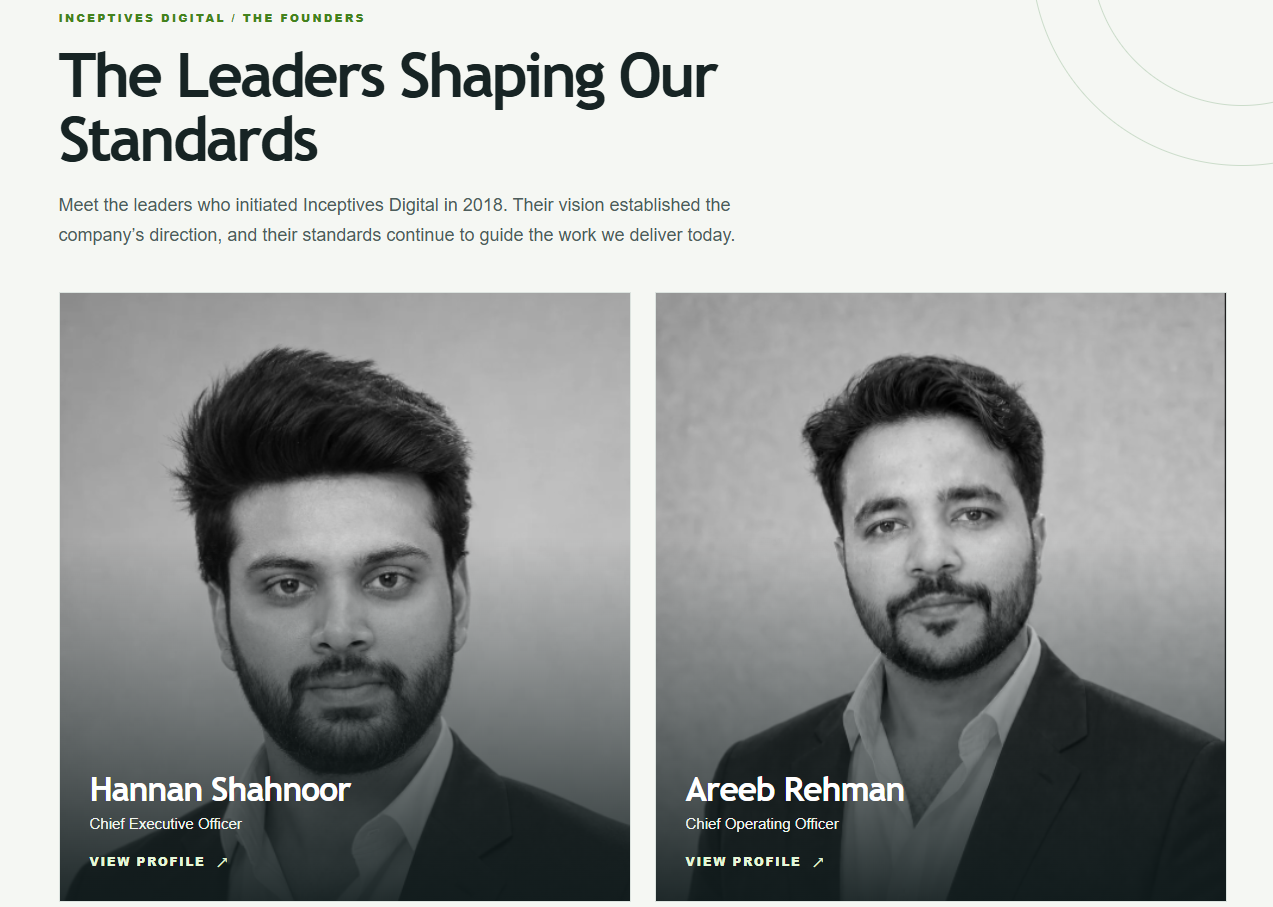 INCEPTIVES DIGITAL / THE FOUNDERS
The Leaders Shaping Our
Standards
Meet the leaders who initiated Inceptives Digital in 2018. Their vision established the
company’s direction, and their standards continue to guide the work we deliver today.
Hannan Shahnoor
Chief Executive Officer
VIEW PROFILE ↗
Areeb Rehman
Chief Operating Officer
VIEW PROFILE ↗